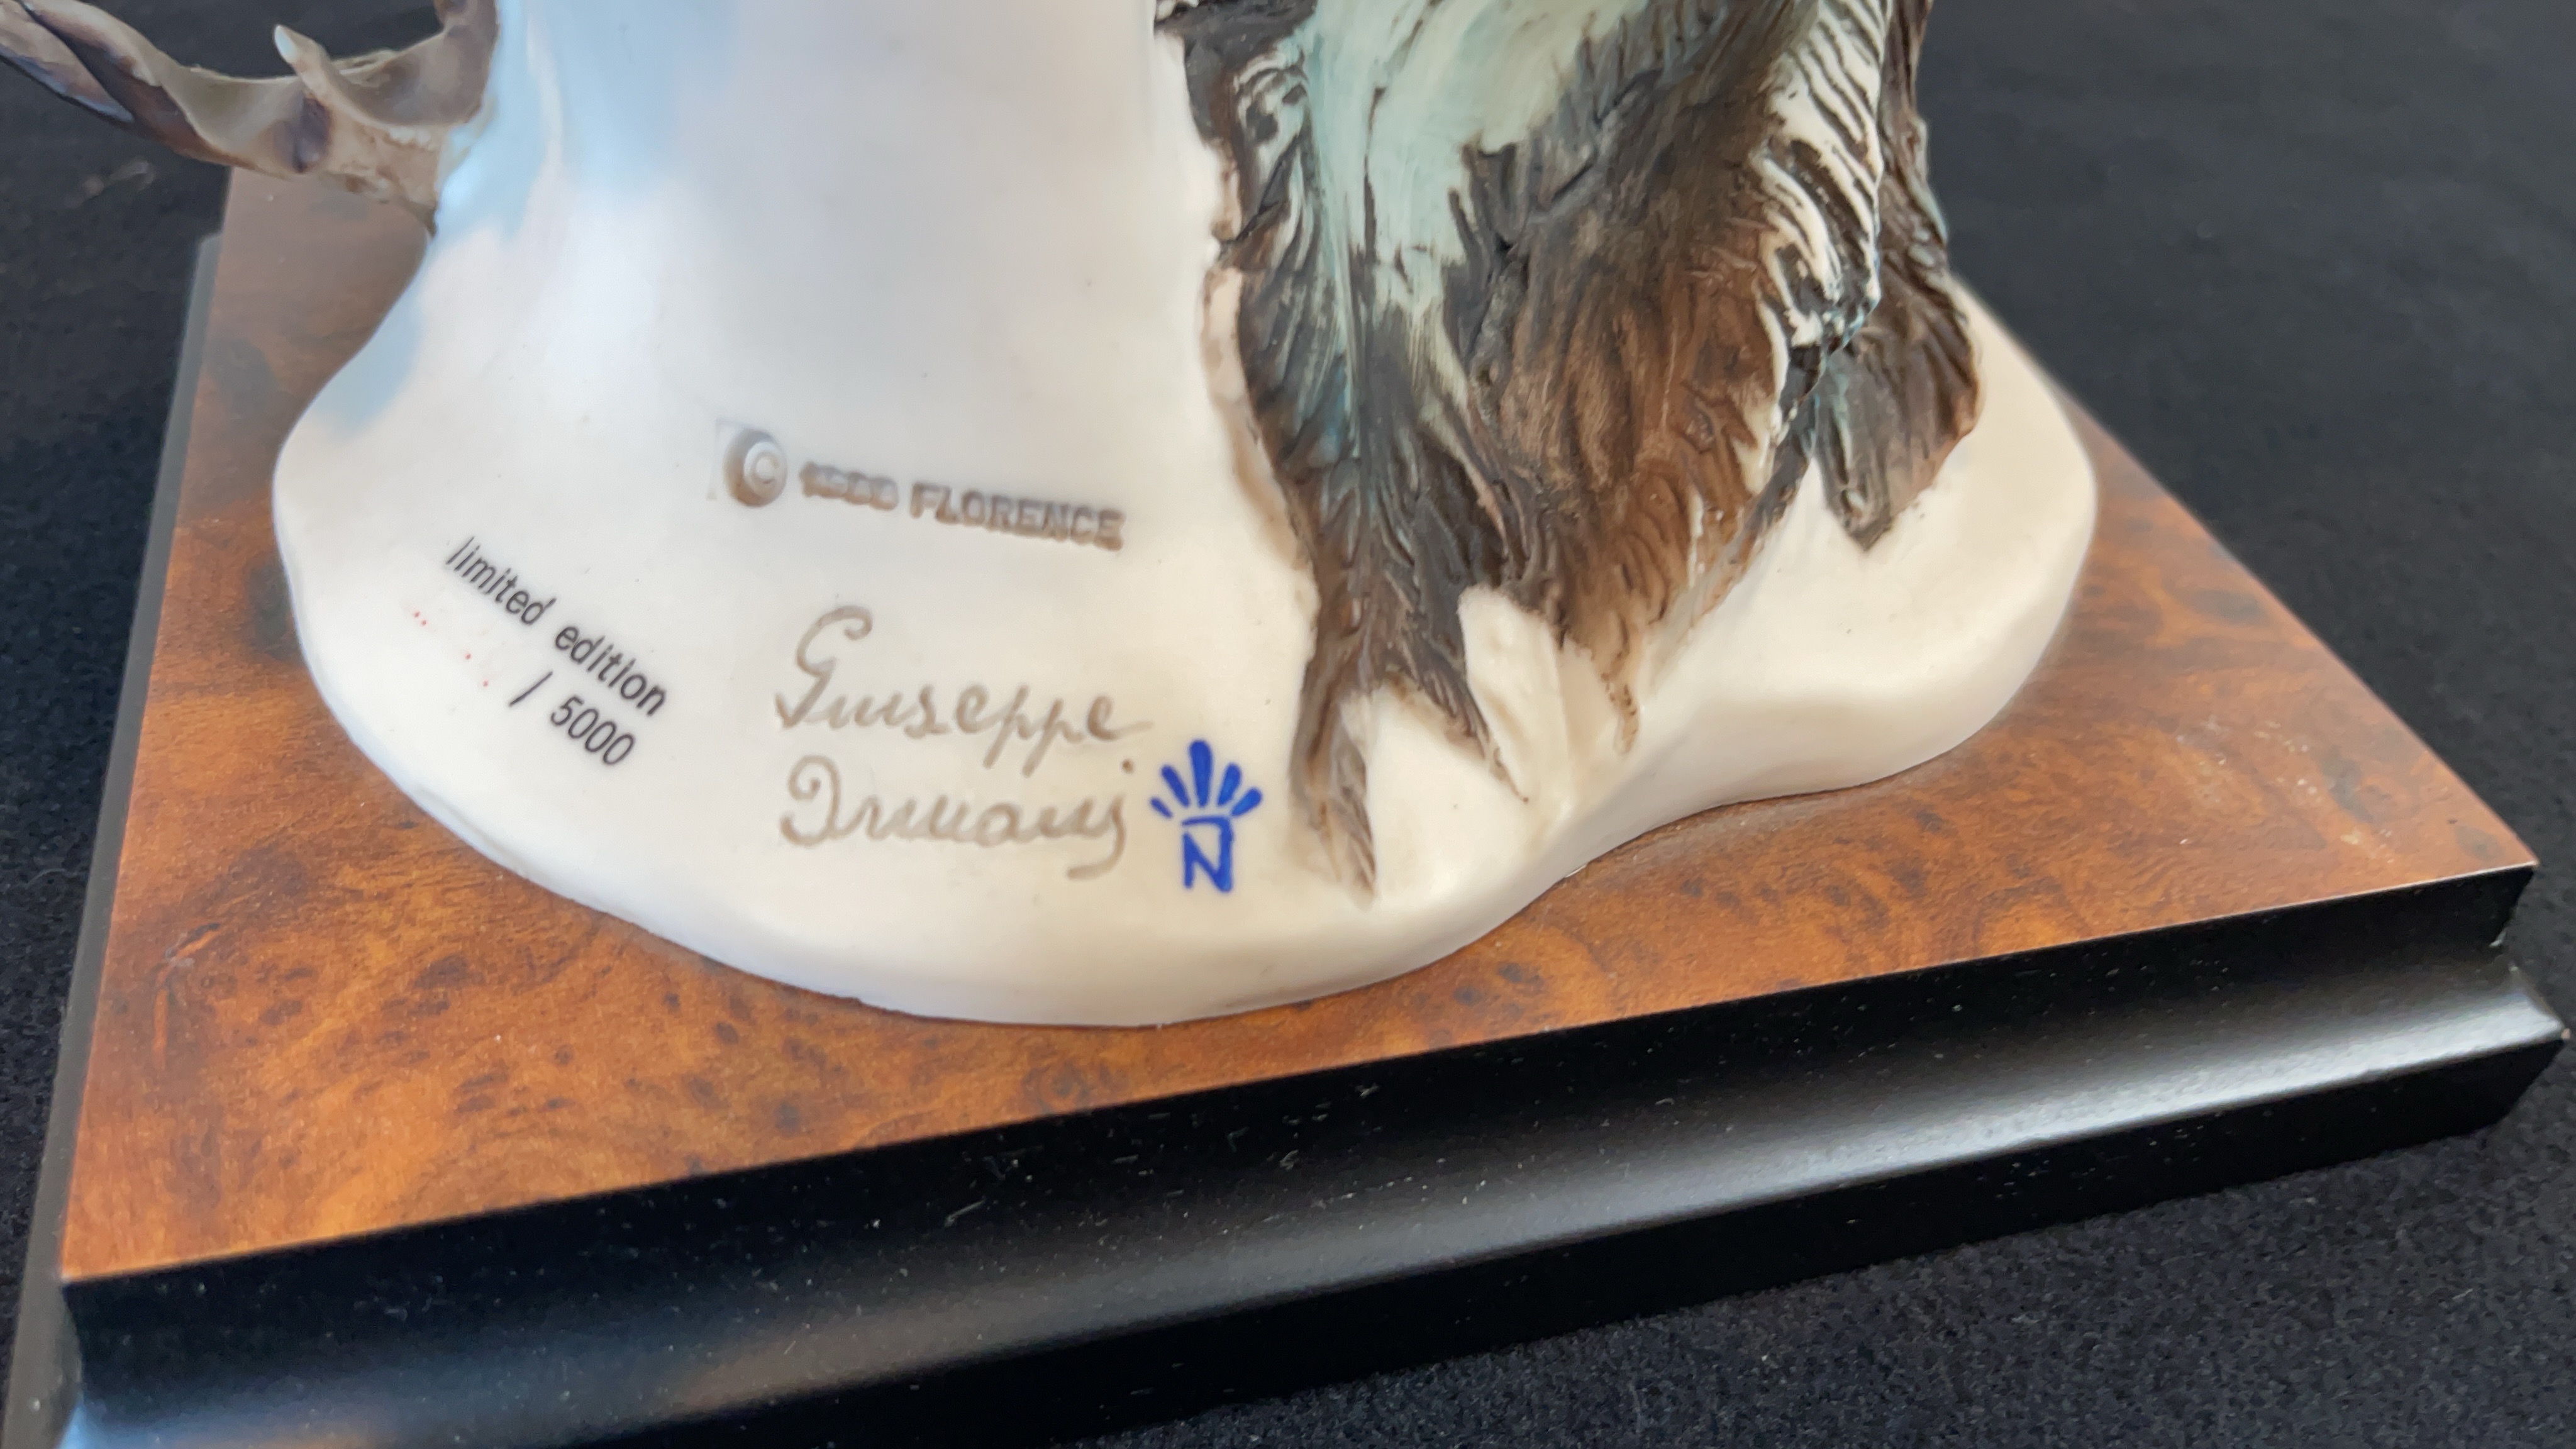 © FLORENCE
limited edition
/ 5000
Giuseppe
Armani
N